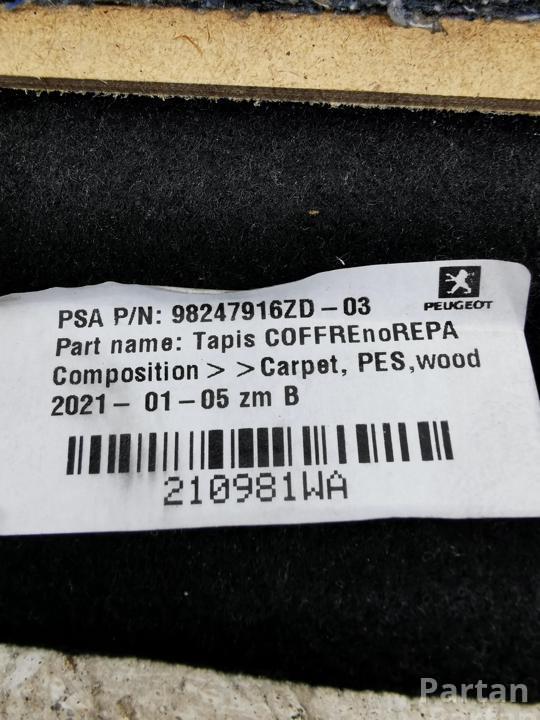 PEUGEOT
PSA P/N: 98247916ZD-03
Part name: Tapis COFFREnoREPA
Composition > >Carpet, PES,wood
2021- 01-05 zm B
210981WA
Partan